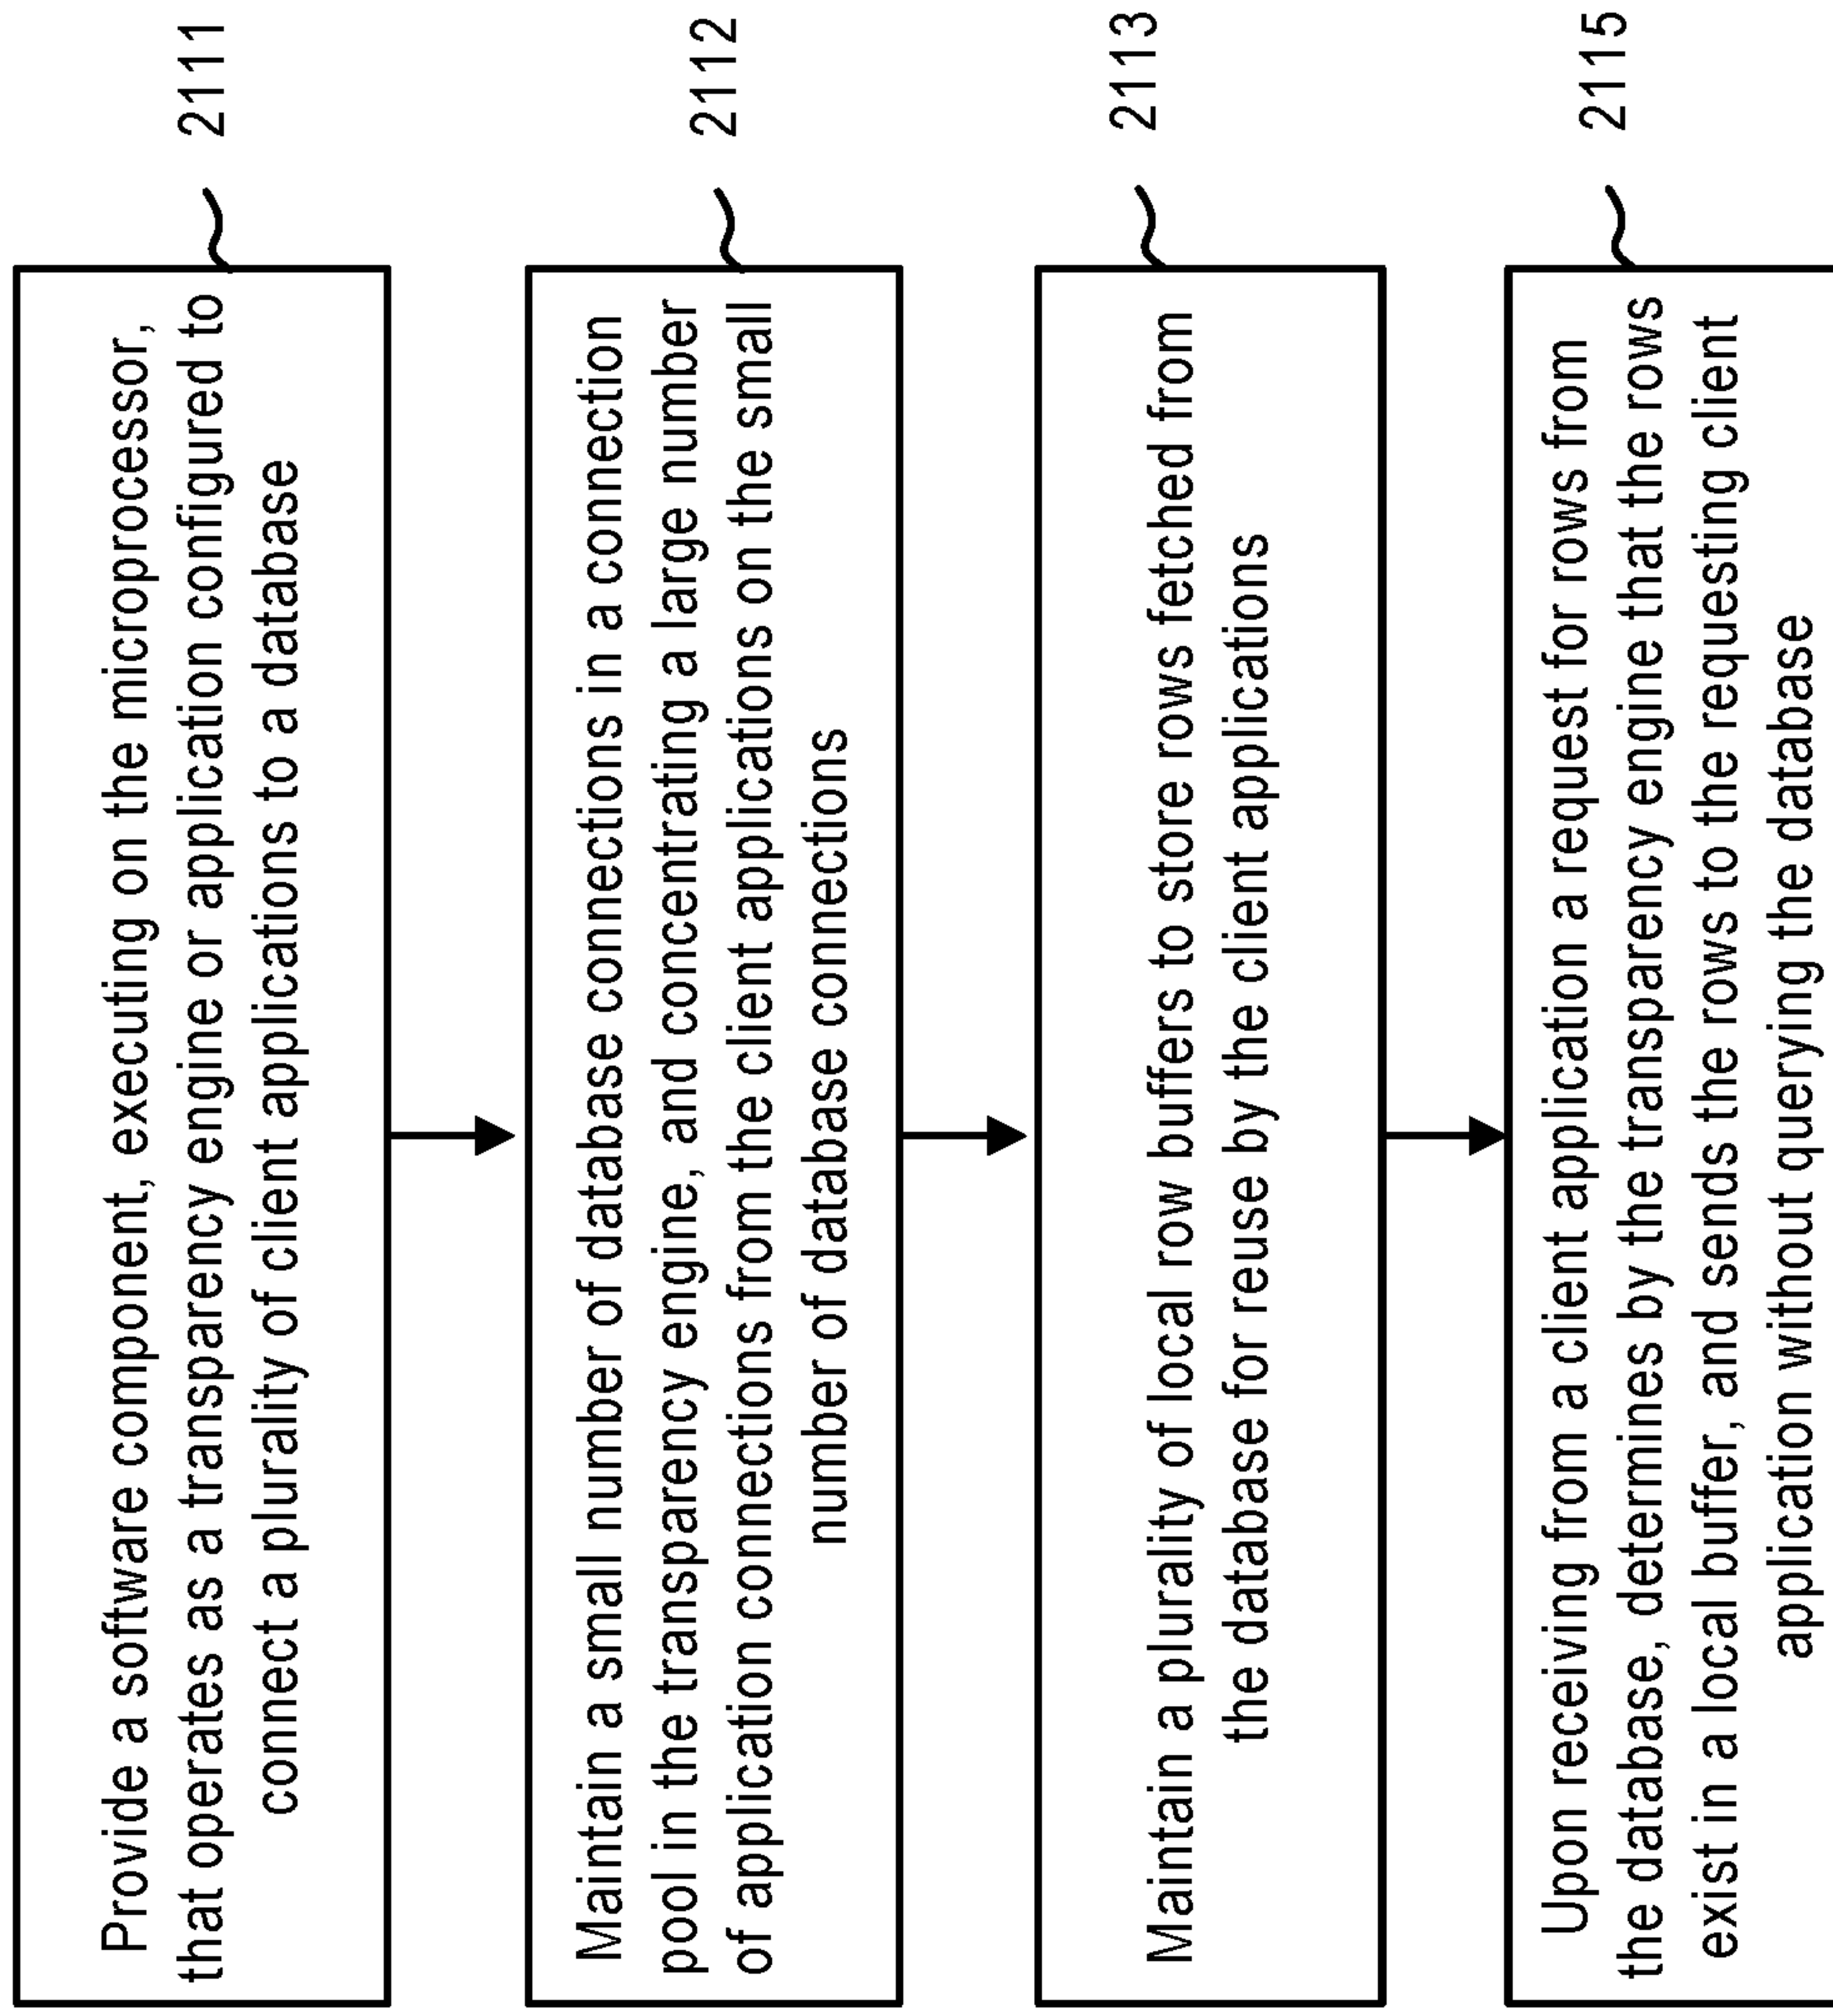 Provide a software component, executing on the microprocessor,
that operates as a transparency engine or application configured to
connect a plurality of client applications to a database
2111
Maintain a small number of database connections in a connection
pool in the transparency engine, and concentrating a large number
of application connections from the client applications on the small
number of database connections
2112
Maintain a plurality of local row buffers to store rows fetched from
the database for reuse by the client applications
2113
Upon receiving from a client application a request for rows from
the database, determines by the transparency engine that the rows
exist in a local buffer, and sends the rows to the requesting client
application without querying the database
2115